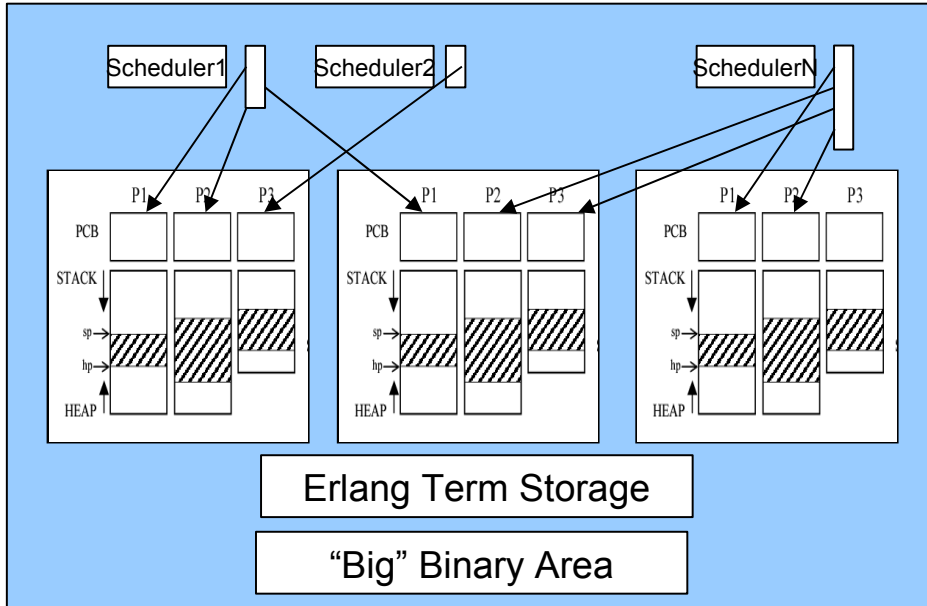 Scheduler1
Scheduler2
SchedulerN
P1 P2 P3
PCB
STACK
sp
hp
HEAP
P1 P2 P3
PCB
STACK
sp
hp
HEAP
P1 P2 P3
PCB
STACK
sp
hp
HEAP
Erlang Term Storage
“Big” Binary Area